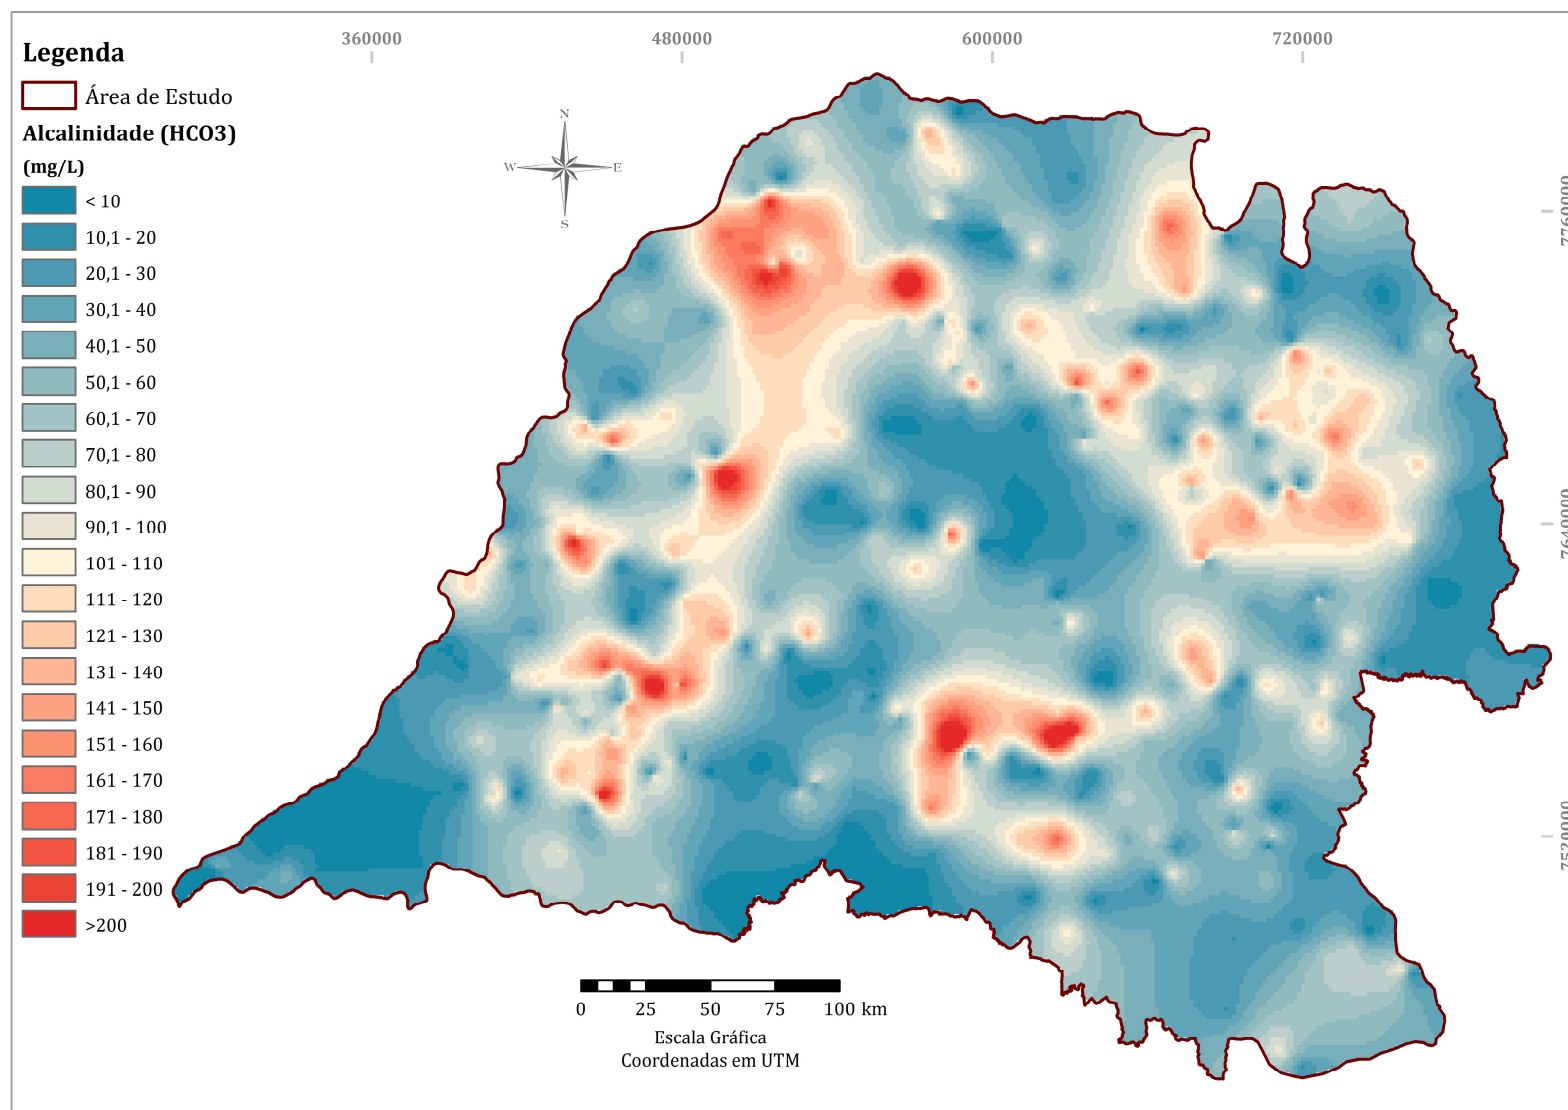 360000 480000 600000 720000
Legenda
Área de Estudo
Alcalinidade (HCO3)
(mg/L)
< 10
10,1 - 20
20,1 - 30
30,1 - 40
40,1 - 50
50,1 - 60
60,1 - 70
70,1 - 80
80,1 - 90
90,1 - 100
101 - 110
111 - 120
121 - 130
131 - 140
141 - 150
151 - 160
161 - 170
171 - 180
181 - 190
191 - 200
>200
N
W E
S
7760000
7640000
7520000
0 25 50 75 100 km
Escala Gráfica
Coordenadas em UTM